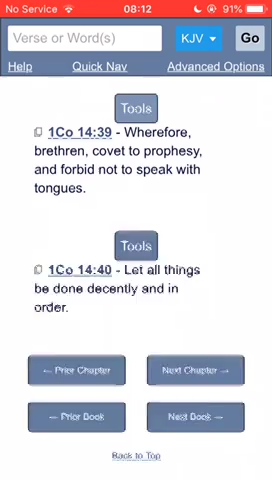 No Service 08:12 91%
Verse or Word(s) KJV Go
Help Quick Nav Advanced Options
Tools
1Co 14:39 - Wherefore,
brethren, covet to prophesy,
and forbid not to speak with
tongues.
Tools
1Co 14:40 - Let all things
be done decently and in
order.
← Prior Chapter Next Chapter →
← Prior Book Next Book →
Back to Top